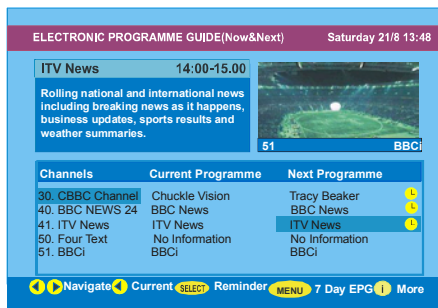 ELECTRONIC PROGRAMME GUIDE(Now&Next) Saturday 21/8 13:48
ITV News 14:00-15.00
Rolling national and international news
including breaking news as it happens,
business updates, sports results and
weather summaries.
51 BBCi
Channels Current Programme Next Programme
30. CBBC Channel Chuckle Vision Tracy Beaker
40. BBC NEWS 24 BBC News BBC News
41. ITV News ITV News ITV News
50. Four Text No Information No Information
51. BBCi BBCi BBCi
Navigate Current SELECT Reminder MENU 7 Day EPG i More